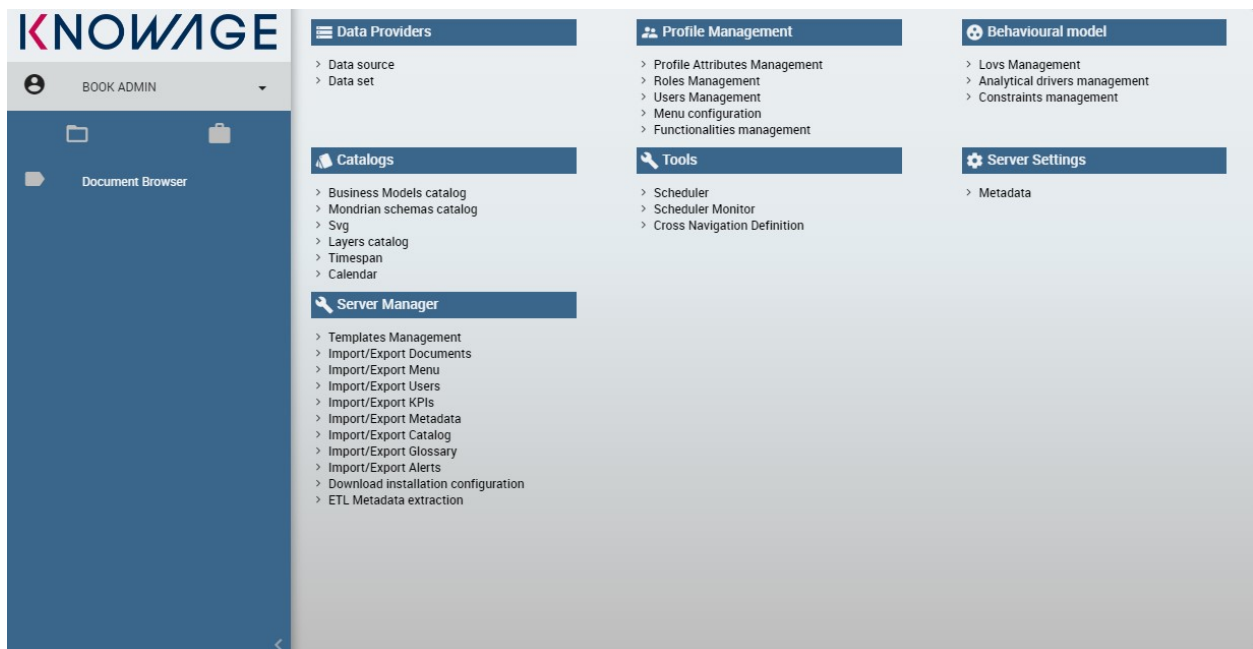 KNOWAGE
BOOK ADMIN
Document Browser
Data Providers
Data source
Data set
Profile Management
Profile Attributes Management
Roles Management
Users Management
Menu configuration
Functionalities management
Behavioural model
Lovs Management
Analytical drivers management
Constraints management
Catalogs
Business Models catalog
Mondrian schemas catalog
Svg
Layers catalog
Timespan
Calendar
Tools
Scheduler
Scheduler Monitor
Cross Navigation Definition
Server Settings
Metadata
Server Manager
Templates Management
Import/Export Documents
Import/Export Menu
Import/Export Users
Import/Export KPIs
Import/Export Metadata
Import/Export Catalog
Import/Export Glossary
Import/Export Alerts
Download installation configuration
ETL Metadata extraction